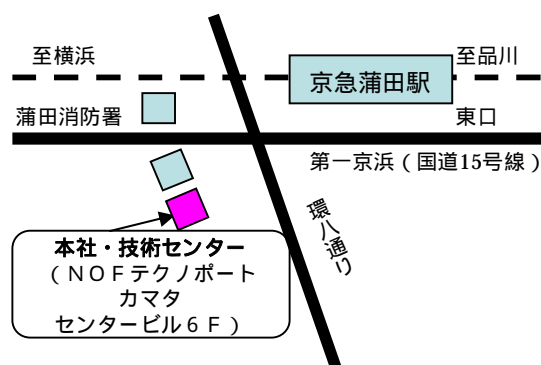 至横浜
至品川
京急蒲田駅
蒲田消防署
東口
第一京浜(国道15号線)
環八通り
本社・技術センター
(NOFテクノポート
カマタ
センタービル6F)